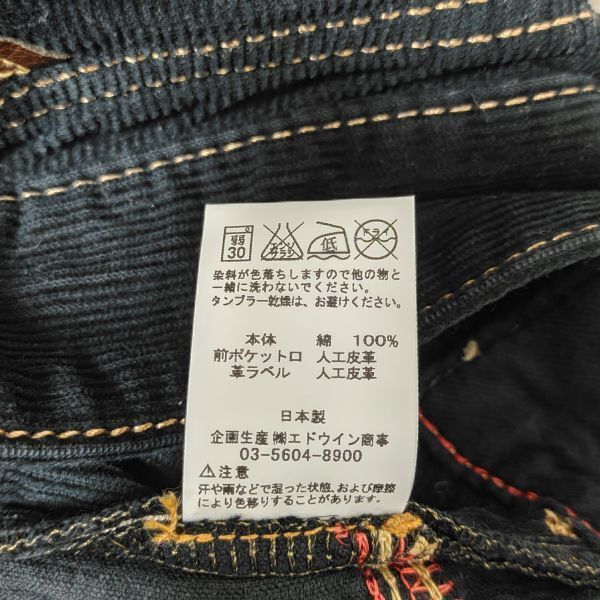 弱
30
エンソ
サラシ
低
ドライ
染料が色落ちしますので他の物と
一緒に洗わないでください。
タンブラー乾燥は、お避けください。
本体 綿 100%
前ポケット口 人工皮革
革ラベル 人工皮革
日本製
企画生産 ㈱エドウイン商事
03-5604-8900
⚠注意
汗や雨などで湿った状態、および摩擦
により色移りすることがあります。